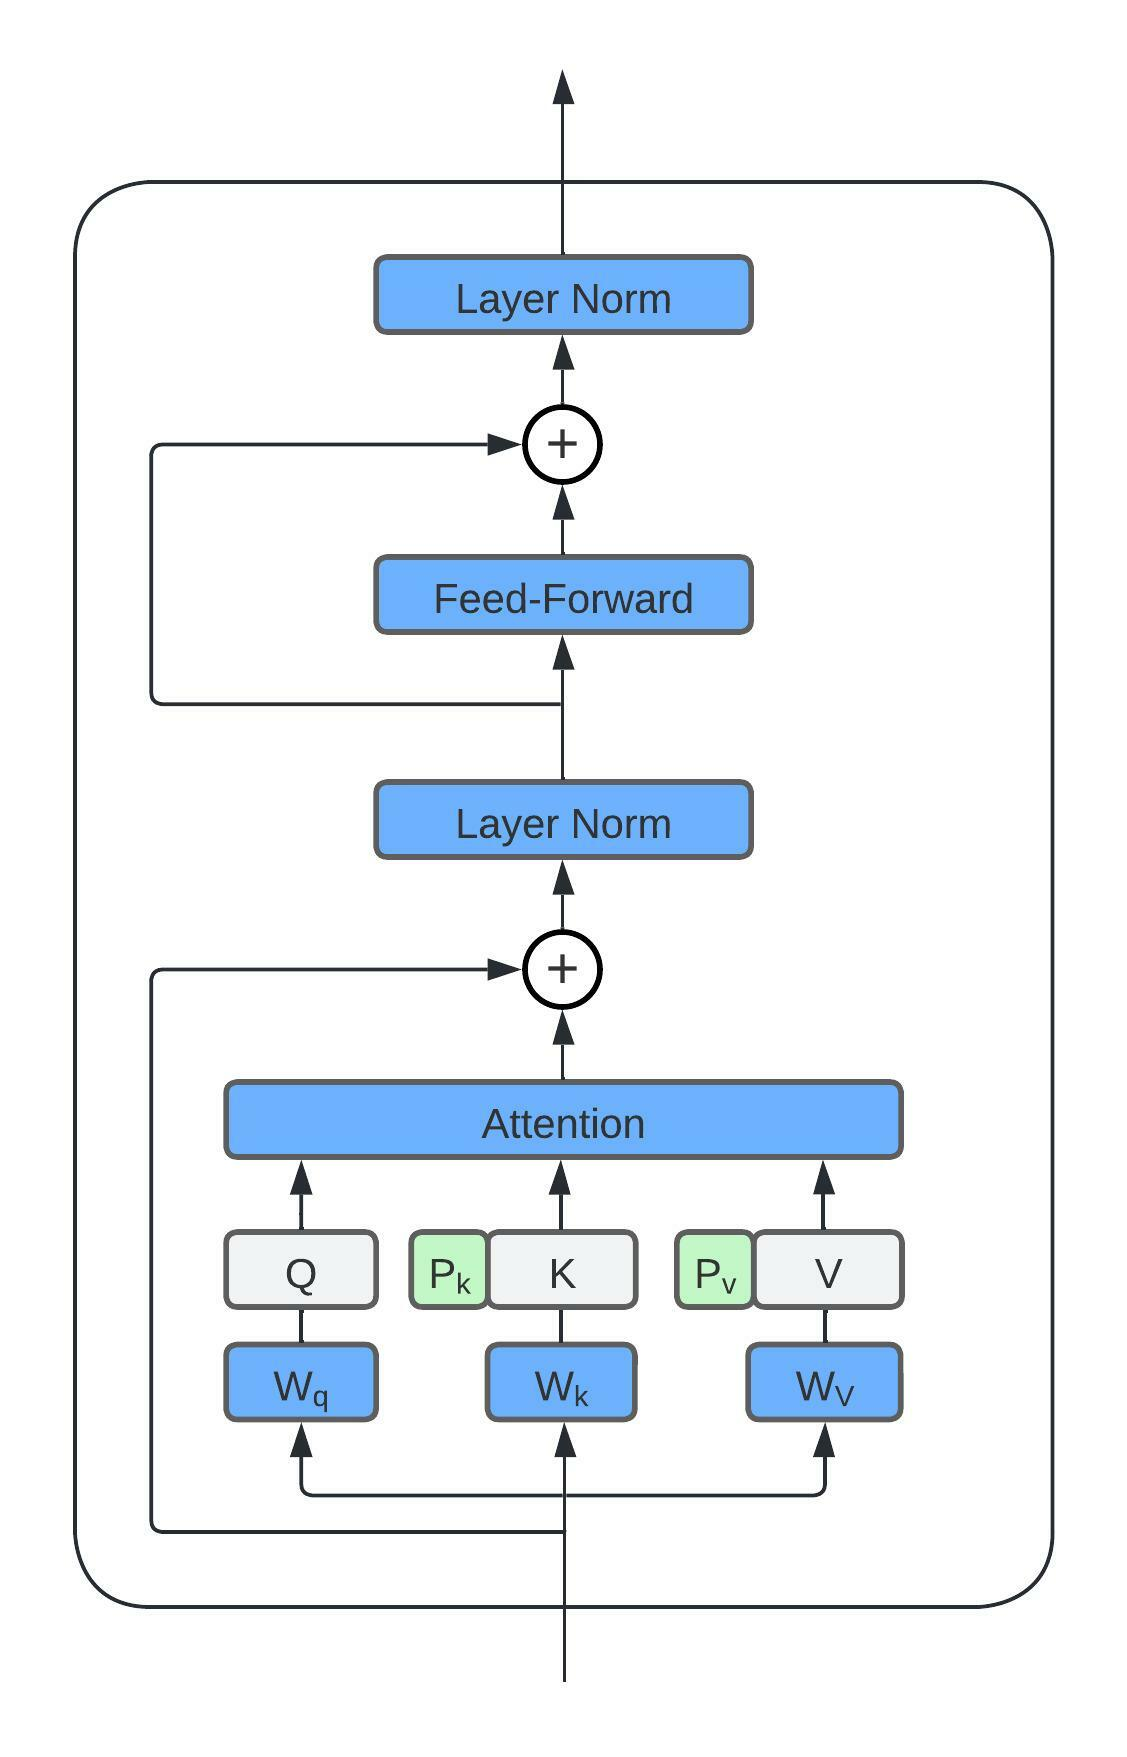 Layer Norm
+
Feed-Forward
Layer Norm
+
Attention
Q Pk K Pv V
Wq Wk WV